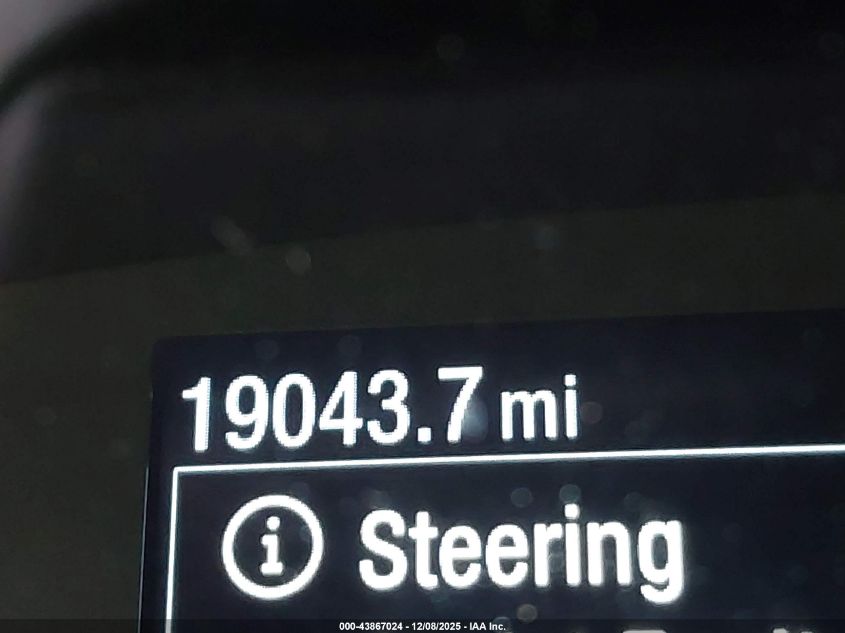 19043.7 mi
Steering
000-43867024 - 12/08/2025 - IAA Inc.